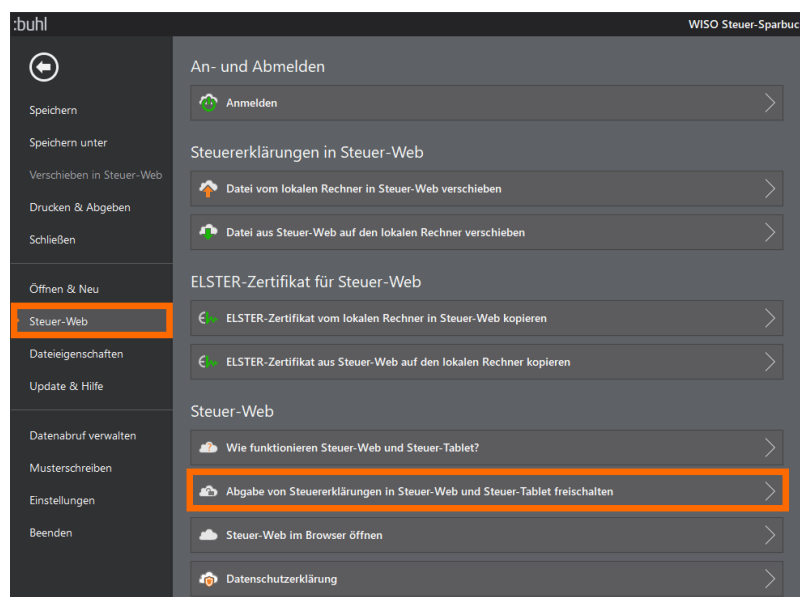 :buhl
WISO Steuer-Sparbuc
Speichern
Speichern unter
Verschieben in Steuer-Web
Drucken & Abgeben
Schließen
Öffnen & Neu
Steuer-Web
Dateieigenschaften
Update & Hilfe
Datenabruf verwalten
Musterschreiben
Einstellungen
Beenden
An- und Abmelden
Anmelden
Steuererklärungen in Steuer-Web
Datei vom lokalen Rechner in Steuer-Web verschieben
Datei aus Steuer-Web auf den lokalen Rechner verschieben
ELSTER-Zertifikat für Steuer-Web
ELSTER-Zertifikat vom lokalen Rechner in Steuer-Web kopieren
ELSTER-Zertifikat aus Steuer-Web auf den lokalen Rechner kopieren
Steuer-Web
Wie funktionieren Steuer-Web und Steuer-Tablet?
Abgabe von Steuererklärungen in Steuer-Web und Steuer-Tablet freischalten
Steuer-Web im Browser öffnen
Datenschutzerklärung